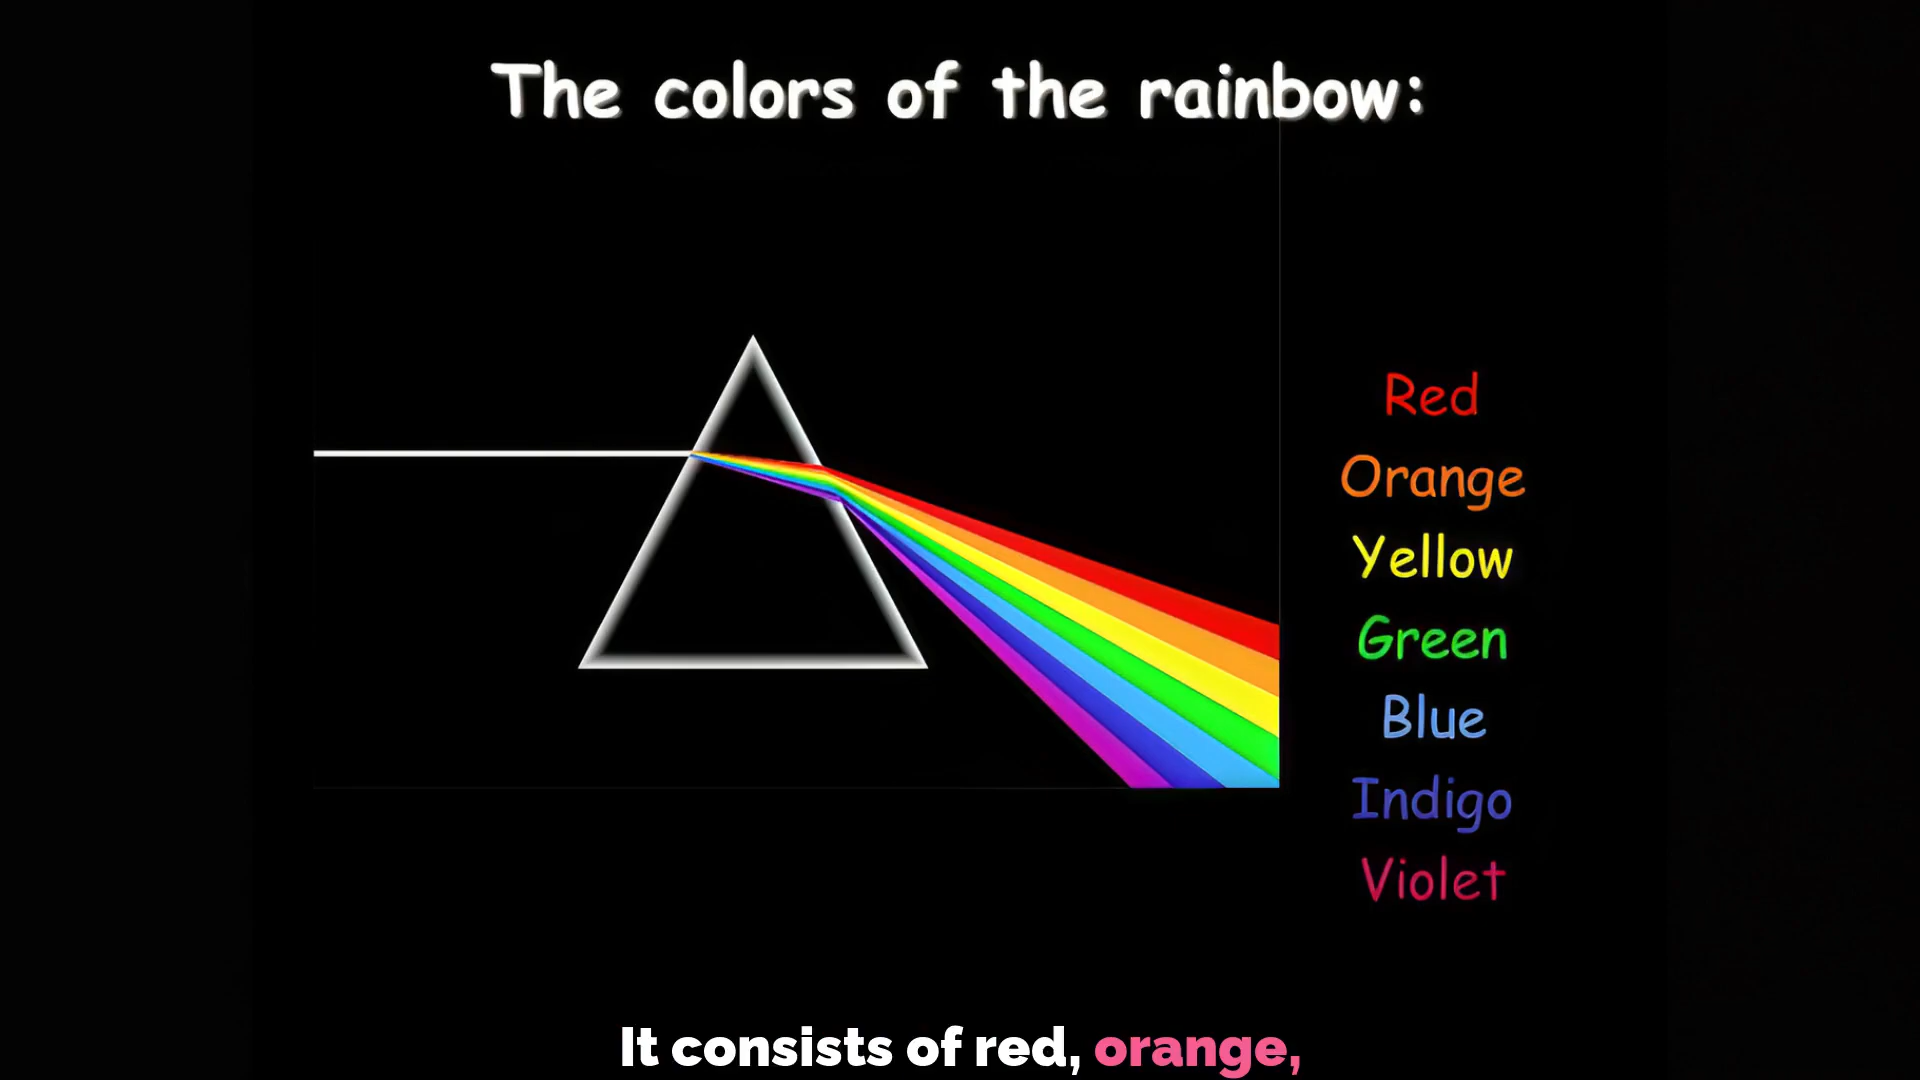 The colors of the rainbow:
Red
Orange
Yellow
Green
Blue
Indigo
Violet
It consists of red, orange,